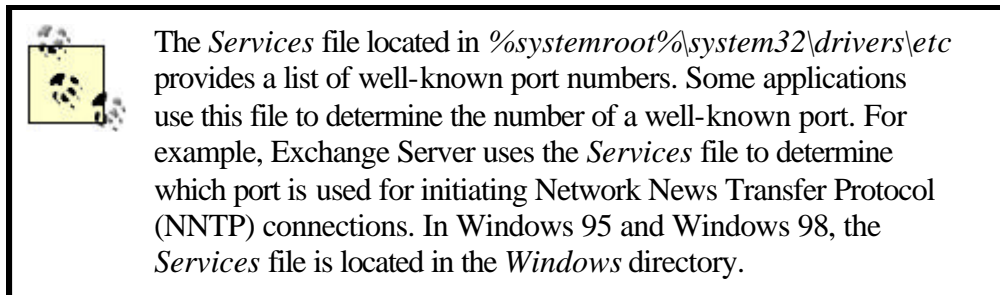 The Services file located in %systemroot%\system32\drivers\etc
provides a list of well-known port numbers. Some applications
use this file to determine the number of a well-known port. For
example, Exchange Server uses the Services file to determine
which port is used for initiating Network News Transfer Protocol
(NNTP) connections. In Windows 95 and Windows 98, the
Services file is located in the Windows directory.